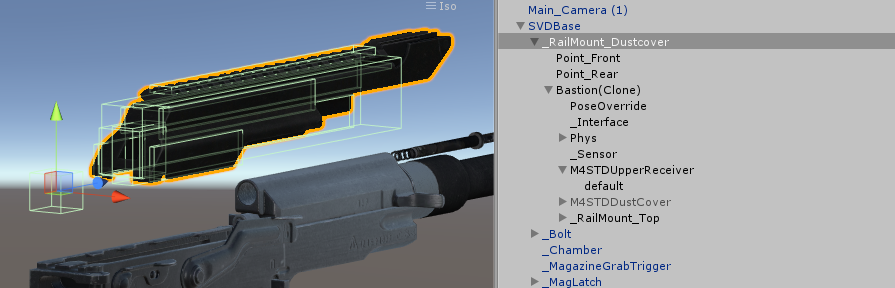 Iso
Main_Camera (1)
SVDBase
_RailMount_Dustcover
Point_Front
Point_Rear
Bastion(Clone)
PoseOverride
_Interface
Phys
_Sensor
M4STDUpperReceiver
default
M4STDDustCover
_RailMount_Top
_Bolt
_Chamber
_MagazineGrabTrigger
_MagLatch